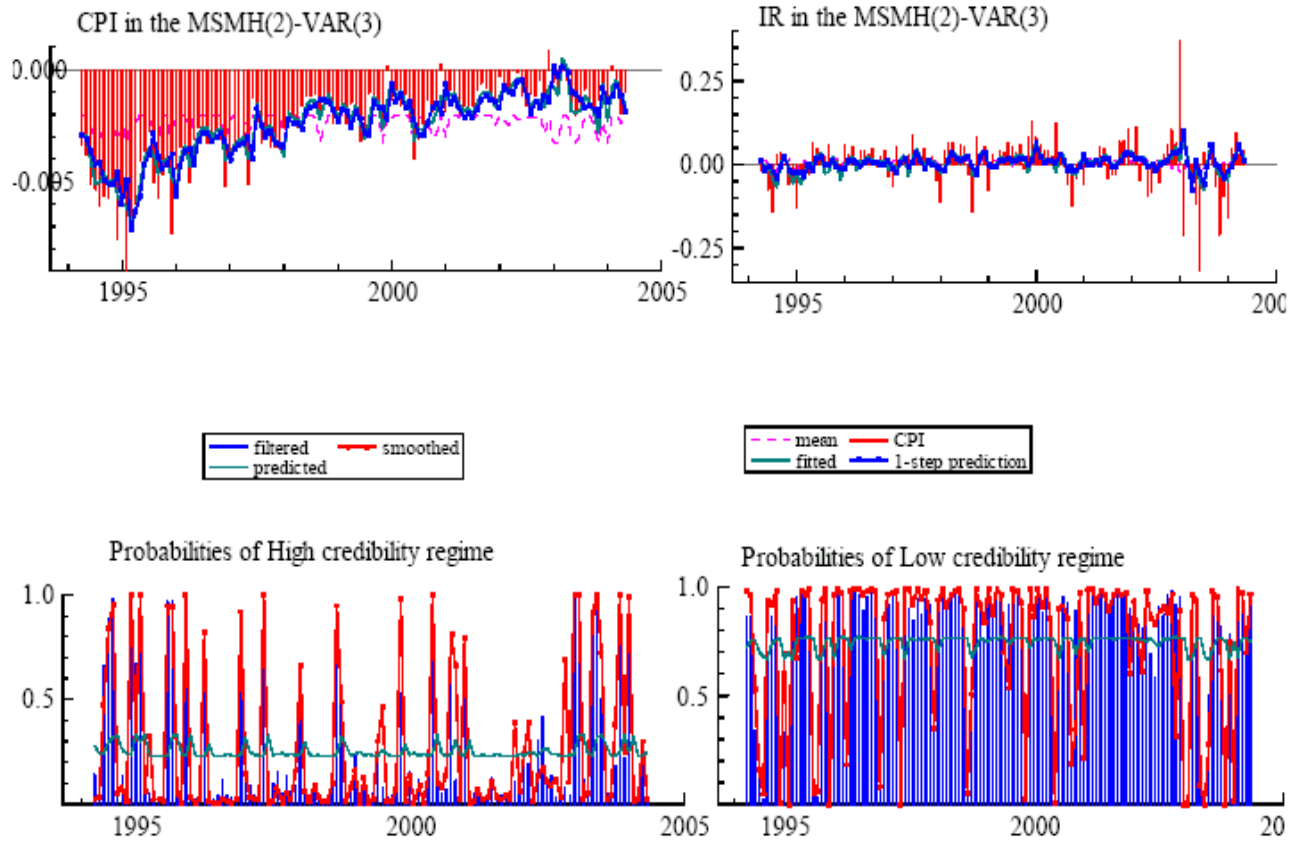 CPI in the MSMH(2)-VAR(3)
0.000
-0.005
1995 2000 2005
IR in the MSMH(2)-VAR(3)
0.25
0.00
-0.25
1995 2000 200
filtered smoothed
predicted
mean CPI
fitted 1-step prediction
Probabilities of High credibility regime
1.0
0.5
1995 2000 2005
Probabilities of Low credibility regime
1.0
0.5
1995 2000 20